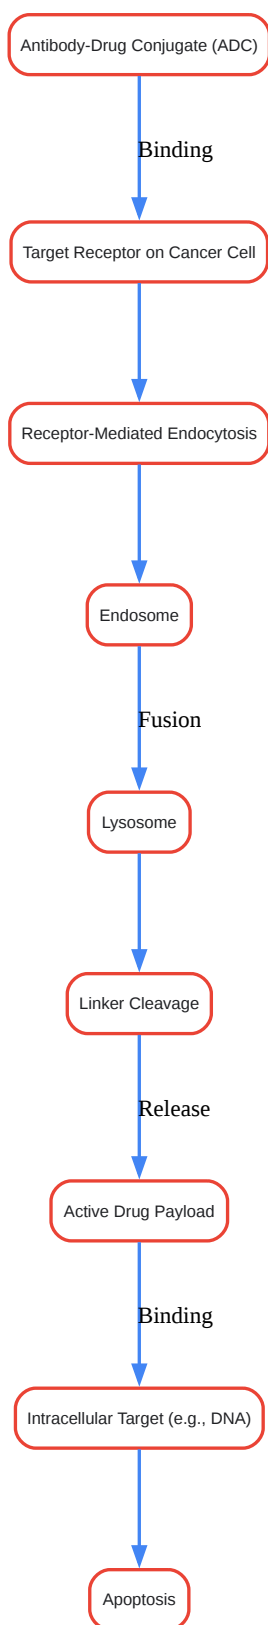 Antibody-Drug Conjugate (ADC)
Binding
Target Receptor on Cancer Cell
Receptor-Mediated Endocytosis
Endosome
Fusion
Lysosome
Linker Cleavage
Release
Active Drug Payload
Binding
Intracellular Target (e.g., DNA)
Apoptosis